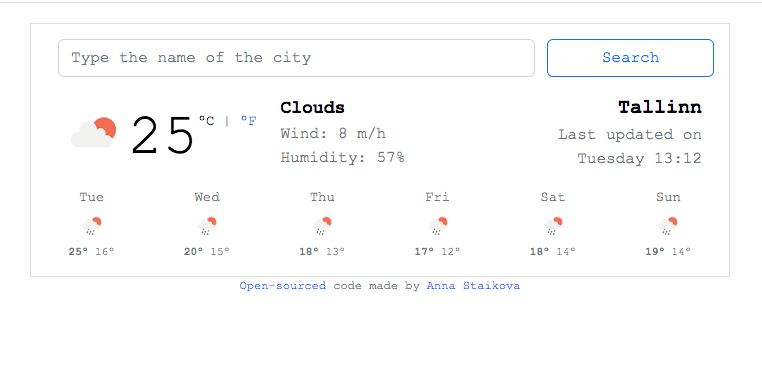 Type the name of the city
Search
25 °C | °F
Clouds
Wind: 8 m/h
Humidity: 57%
Tallinn
Last updated on
Tuesday 13:12
Tue Wed Thu Fri Sat Sun
25° 16° 20° 15° 18° 13° 17° 12° 18° 14° 19° 14°
Open-sourced code made by Anna Staikova